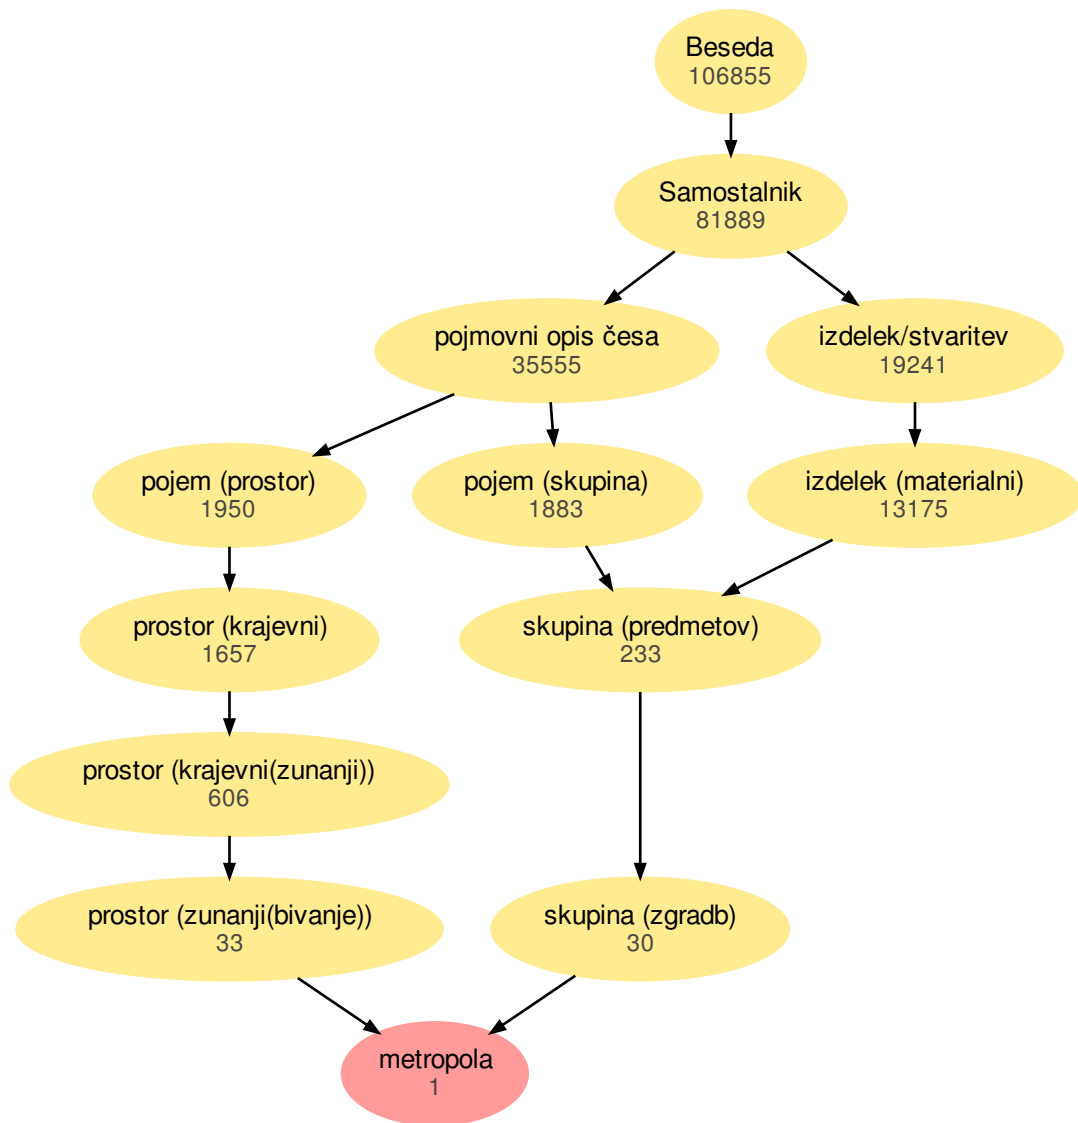 Beseda
106855
Samostalnik
81889
pojmovni opis česa
35555
izdelek/stvaritev
19241
pojem (prostor)
1950
pojem (skupina)
1883
izdelek (materialni)
13175
prostor (krajevni)
1657
skupina (predmetov)
233
prostor (krajevni(zunanji))
606
prostor (zunanji(bivanje))
33
skupina (zgradb)
30
metropola
1